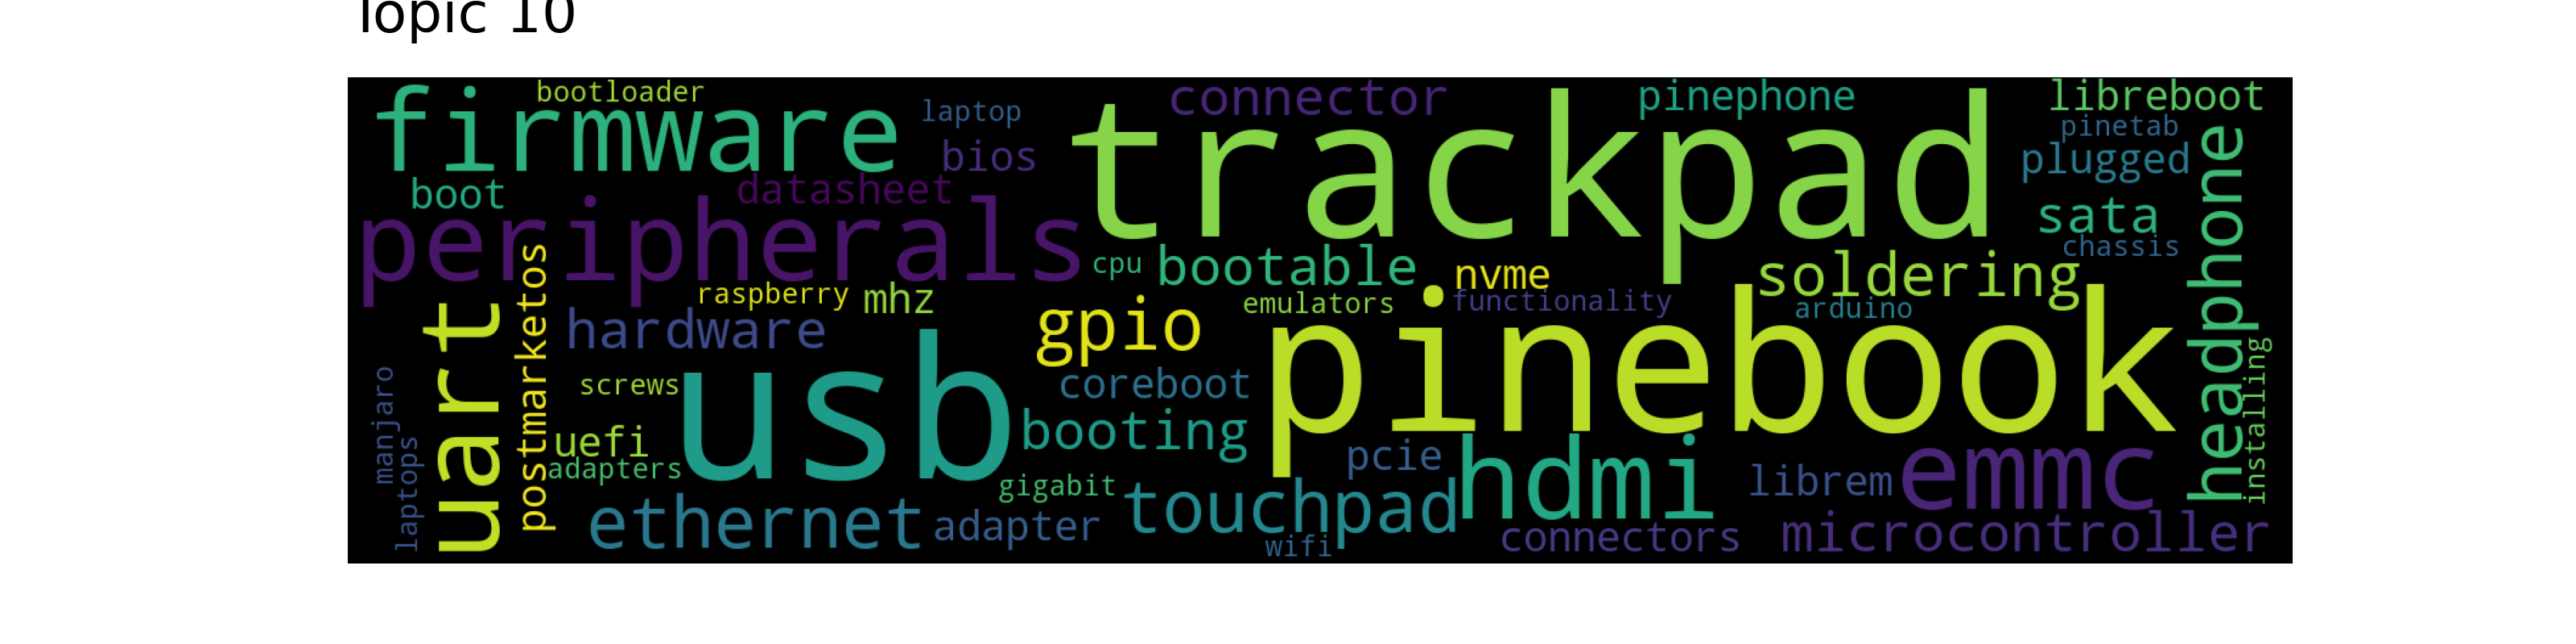 Topic 10
bootloader
firmware
laptop
connector
trackpad
pinephone
libreboot
pinetab
bios
plugged
boot
datasheet
peripherals
sata
chassis
headphone
cpu
bootable
nvme
soldering
raspberry
mhz
emulators
functionality
arduino
postmarketos
uart
hardware
gpio
pinebook
screws
usb
coreboot
installing
manjaro
laptops
uefi
booting
adapters
pcie
hdmi
librem
emmc
gigabit
touchpad
ethernet
adapter
wifi
connectors
microcontroller